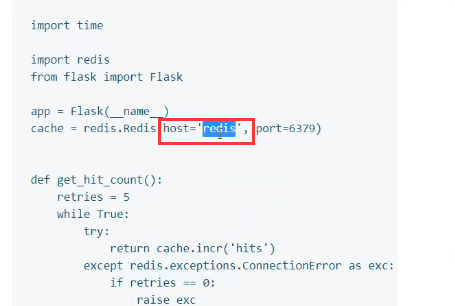 import time
import redis
from flask import Flask
app = Flask(__name__)
cache = redis.Redis(host='redis', port=6379)
def get_hit_count():
retries = 5
while True:
try:
return cache.incr('hits')
except redis.exceptions.ConnectionError as exc:
if retries == 0:
raise exc